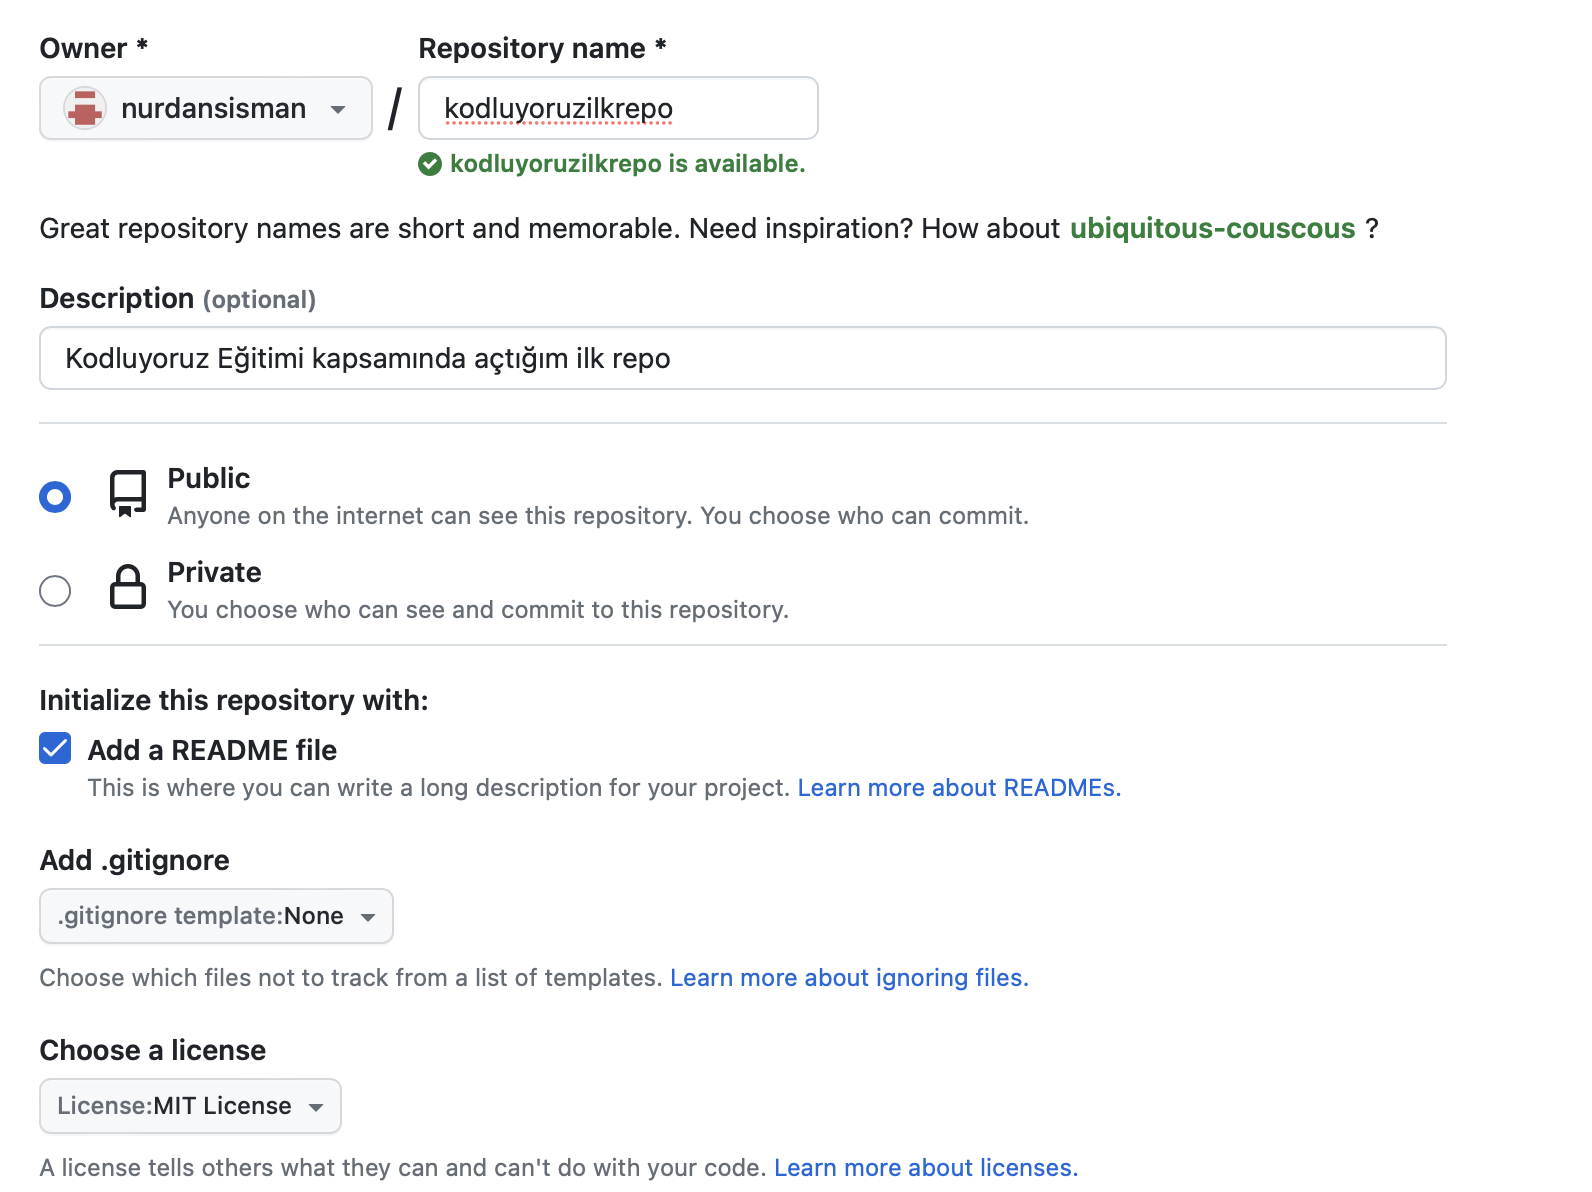 Owner * Repository name *
nurdansisman / kodluyoruzilkrepo
kodluyoruzilkrepo is available.
Great repository names are short and memorable. Need inspiration? How about ubiquitous-couscous ?
Description (optional)
Kodluyoruz Eğitimi kapsamında açtığım ilk repo
Public
Anyone on the internet can see this repository. You choose who can commit.
Private
You choose who can see and commit to this repository.
Initialize this repository with:
Add a README file
This is where you can write a long description for your project. Learn more about READMEs.
Add .gitignore
.gitignore template:None
Choose which files not to track from a list of templates. Learn more about ignoring files.
Choose a license
License:MIT License
A license tells others what they can and can't do with your code. Learn more about licenses.